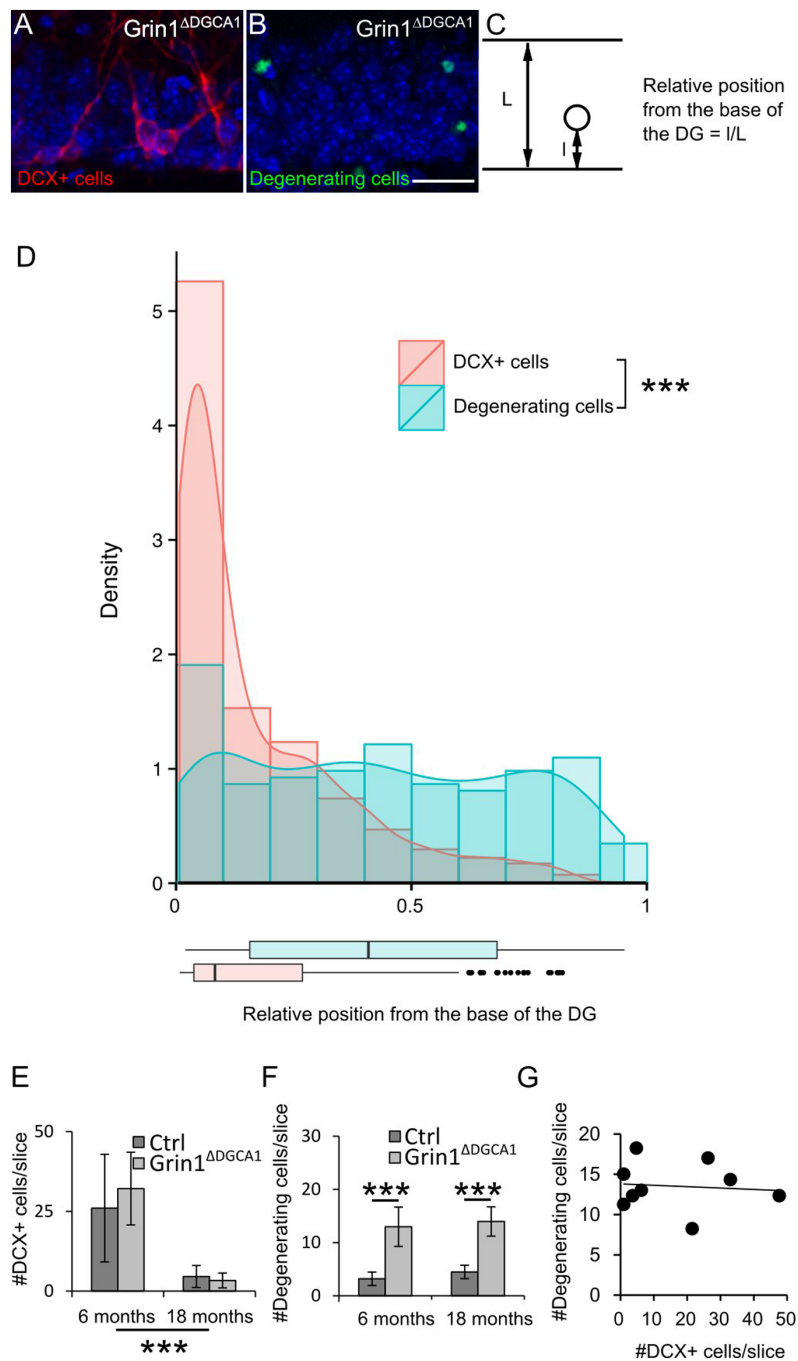 A
Grin1ΔDGCA1
DCX+ cells
B
Grin1ΔDGCA1
Degenerating cells
C
L
l
Relative position
from the base of
the DG = l/L
D
Density
5
4
3
2
1
0
0
0.5
1
DCX+ cells
Degenerating cells
***
Relative position from the base of the DG
E
#DCX+ cells/slice
50
25
0
Ctrl
Grin1ΔDGCA1
6 months
18 months
***
F
#Degenerating cells/slice
30
20
10
0
Ctrl
Grin1ΔDGCA1
***
***
6 months
18 months
G
#Degenerating cells/slice
20
15
10
5
0
0
10
20
30
40
50
#DCX+ cells/slice